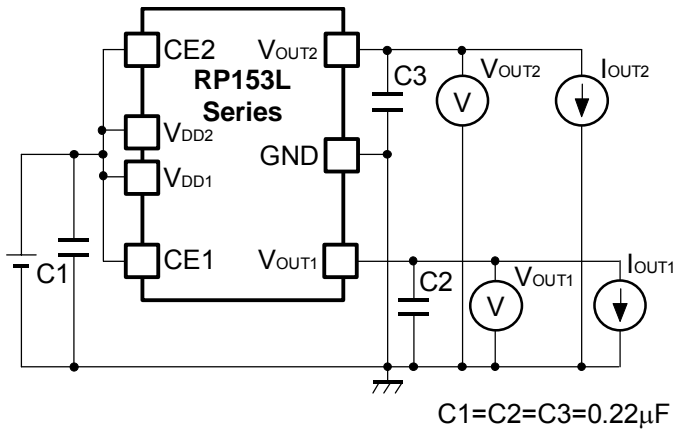 CE2
VOUT2
RP153L
Series
C3
VOUT2
V
IOUT2
VDD2
GND
VDD1
C1
CE1
VOUT1
C2
VOUT1
V
IOUT1
C1=C2=C3=0.22μF